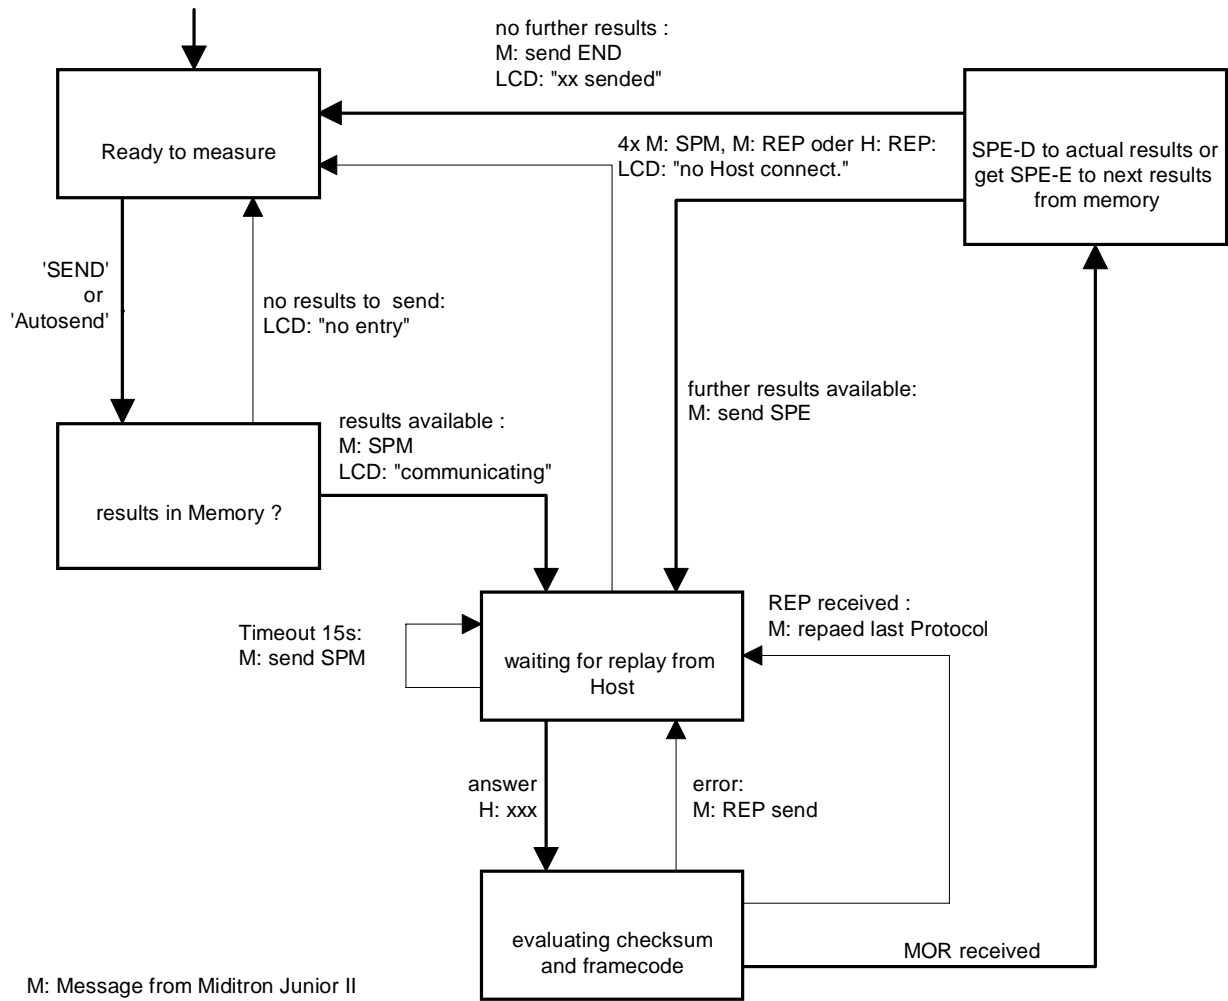 no further results :
M: send END
LCD: "xx sended"
Ready to measure
4x M: SPM, M: REP oder H: REP:
LCD: "no Host connect."
SPE-D to actual results or
get SPE-E to next results
from memory
'SEND'
or
'Autosend'
no results to send:
LCD: "no entry"
further results available:
M: send SPE
results available :
M: SPM
LCD: "communicating"
results in Memory ?
Timeout 15s:
M: send SPM
waiting for replay from
Host
REP received :
M: repaed last Protocol
answer
H: xxx
error:
M: REP send
evaluating checksum
and framecode
MOR received
M: Message from Miditron Junior II